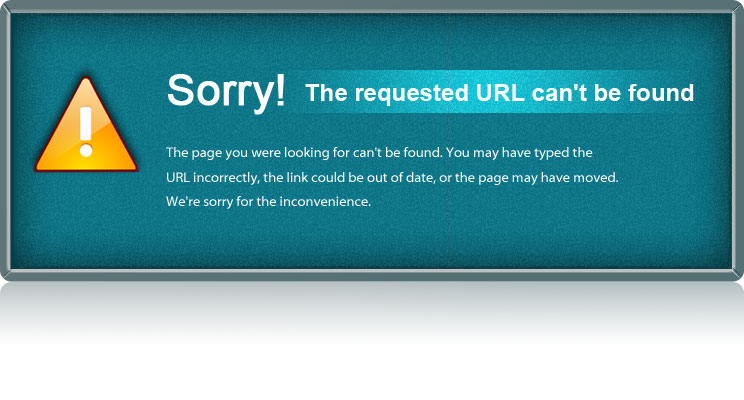 Sorry! The requested URL can't be found
The page you were looking for can't be found. You may have typed the
URL incorrectly, the link could be out of date, or the page may have moved.
We're sorry for the inconvenience.